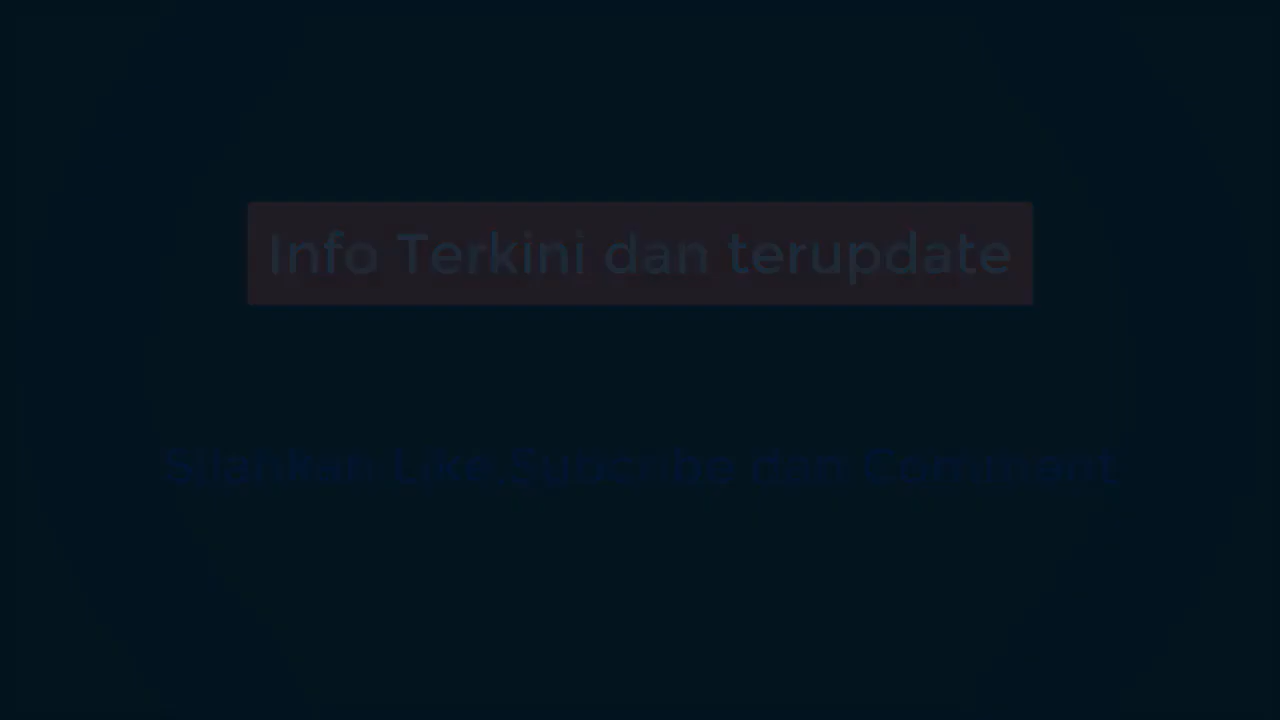 Info Terkini dan terupdate
Silahkan Like,Subcribe dan Comment